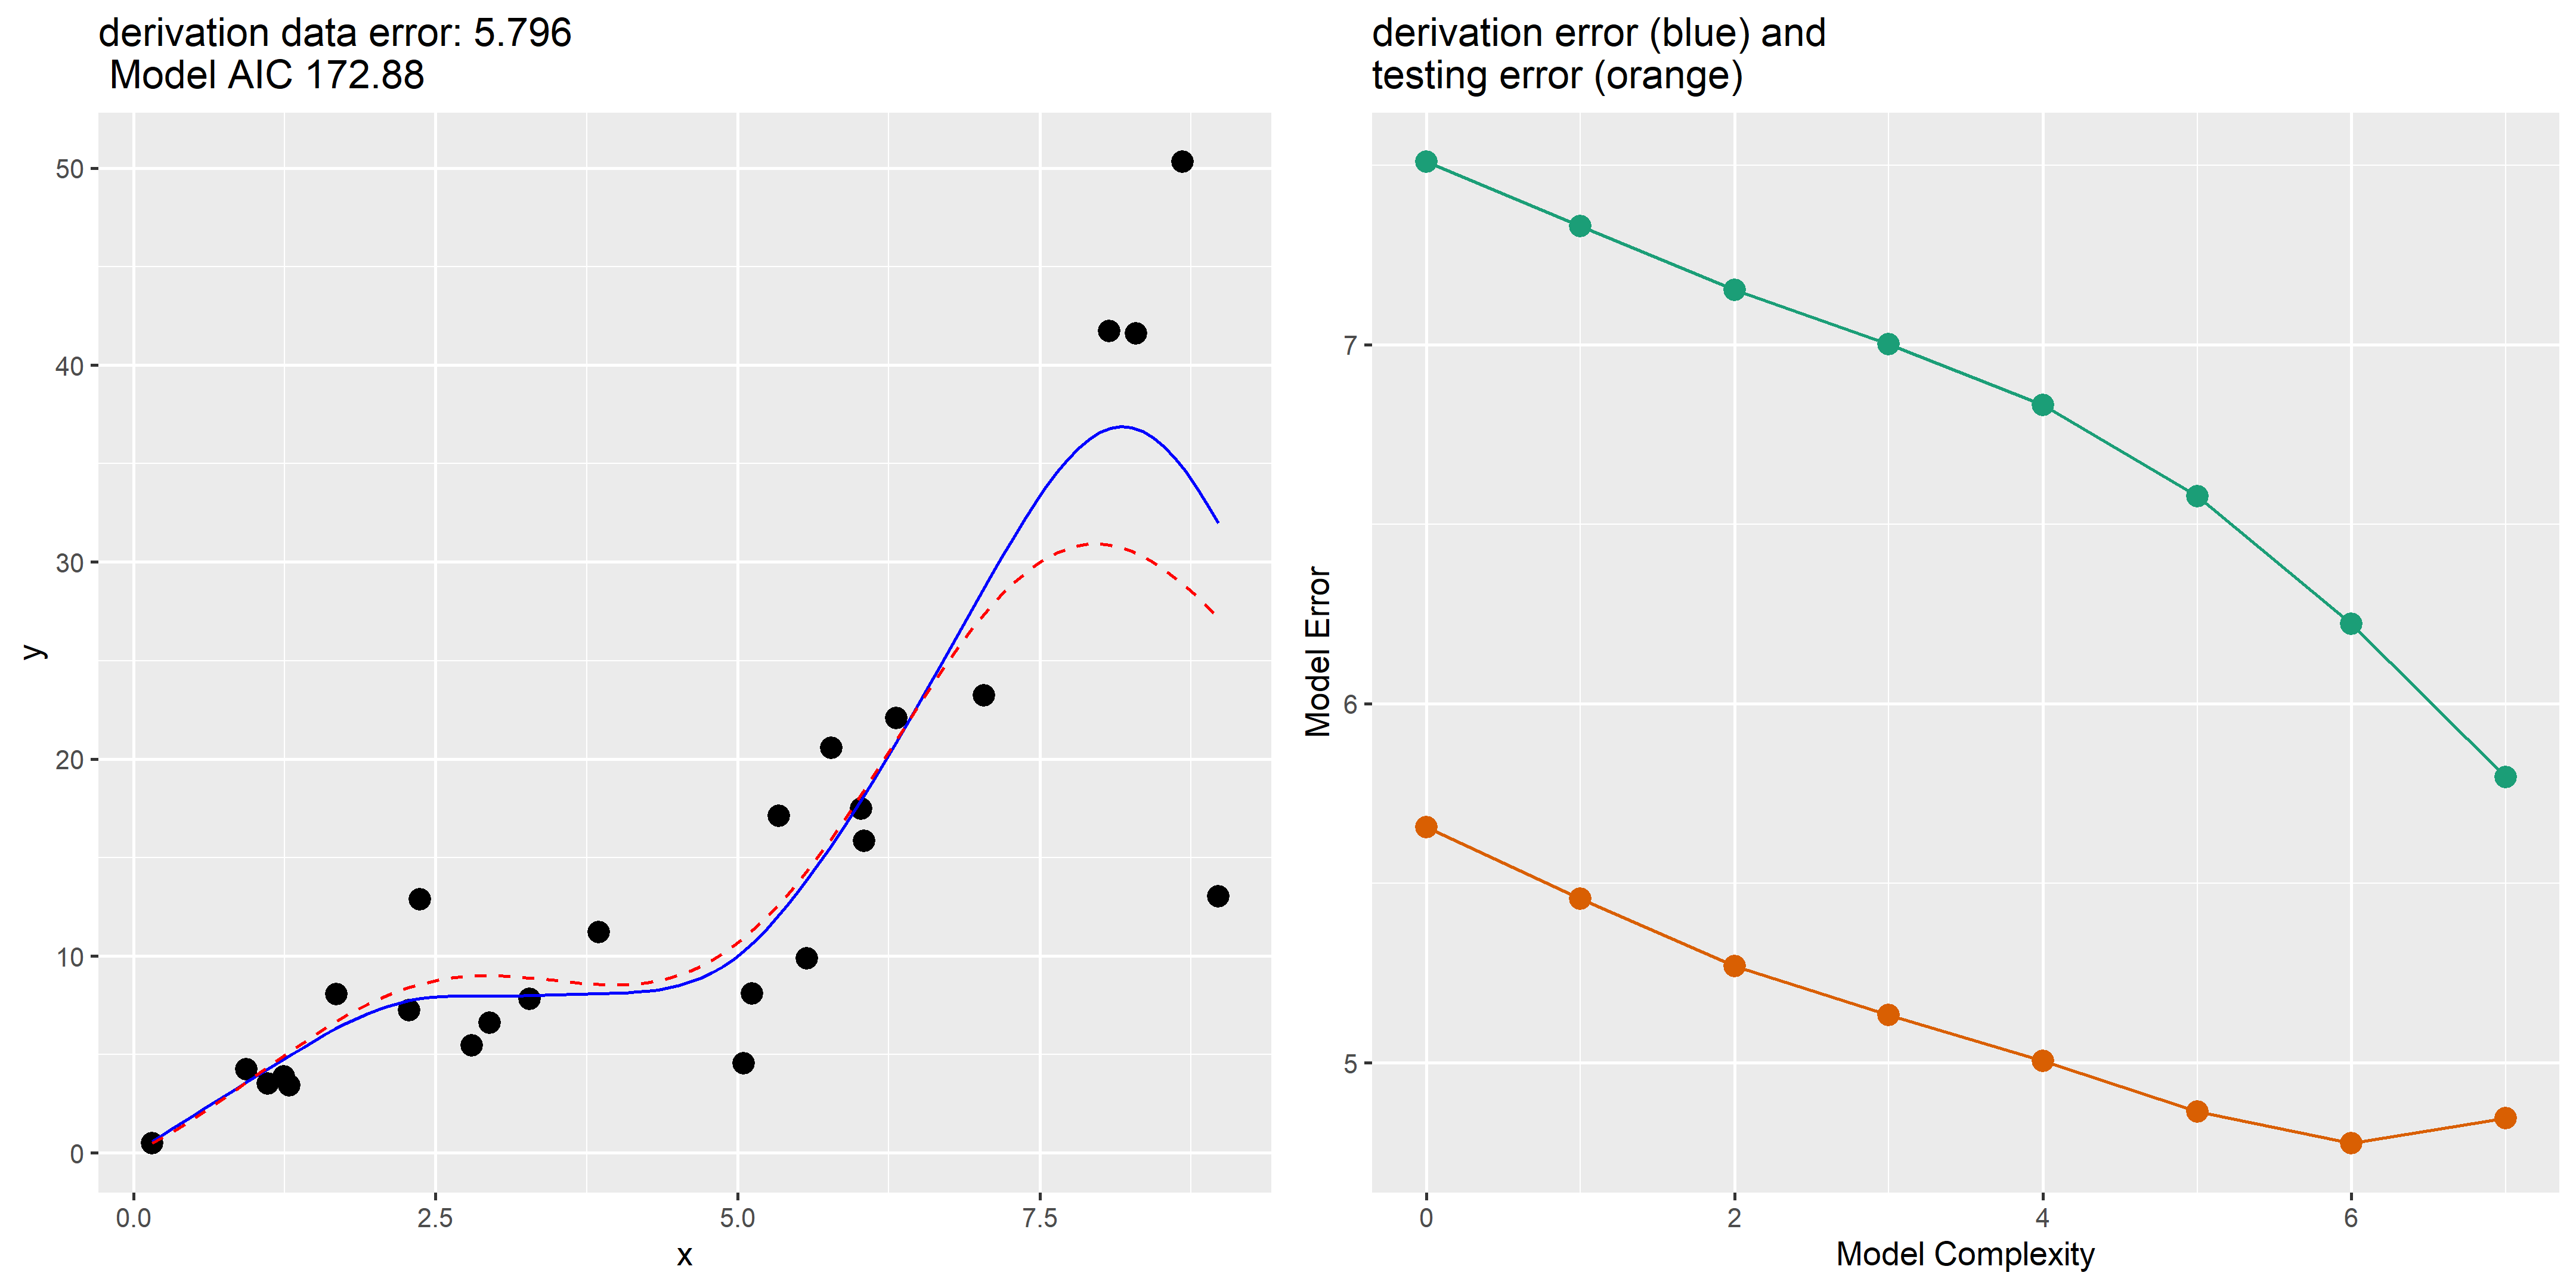 derivation data error: 5.796
Model AIC 172.88
50
40
30
20
10
0
y
0.0
2.5
5.0
7.5
x
derivation error (blue) and
testing error (orange)
7
6
5
Model Error
0
2
4
6
Model Complexity